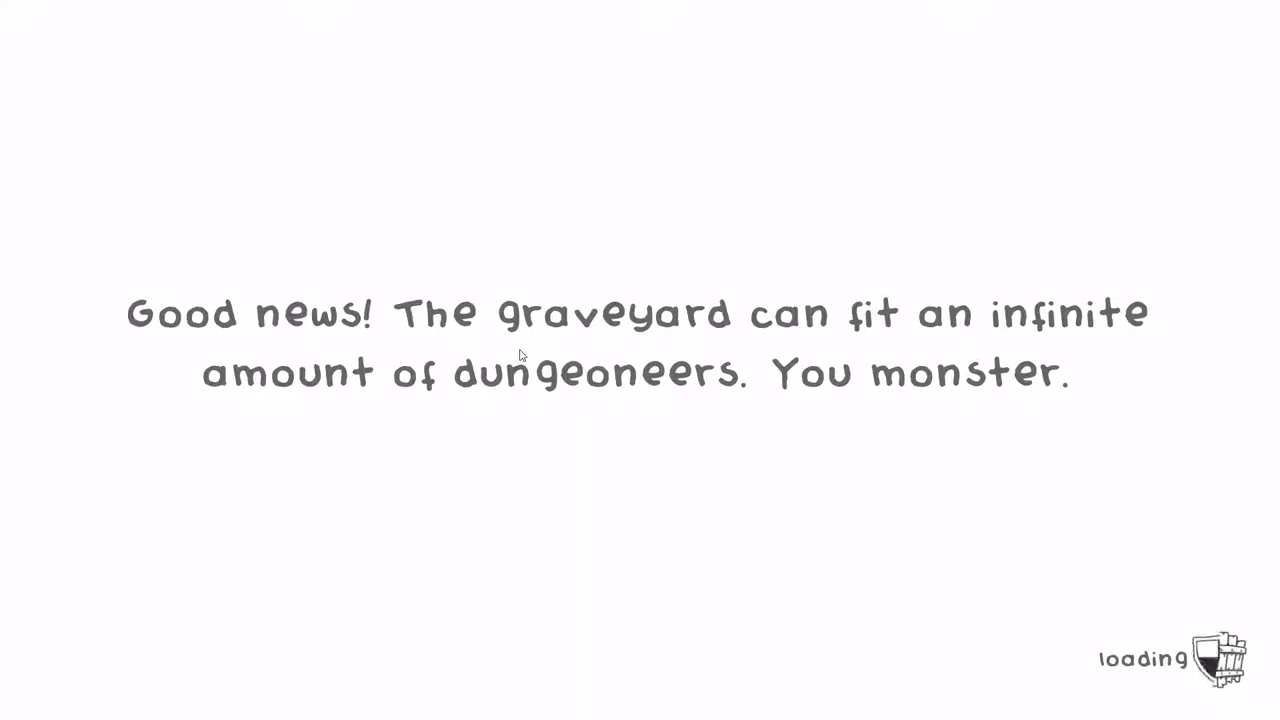 Good news! The graveyard can fit an infinite
amount of dungeoneers. You monster.
loading